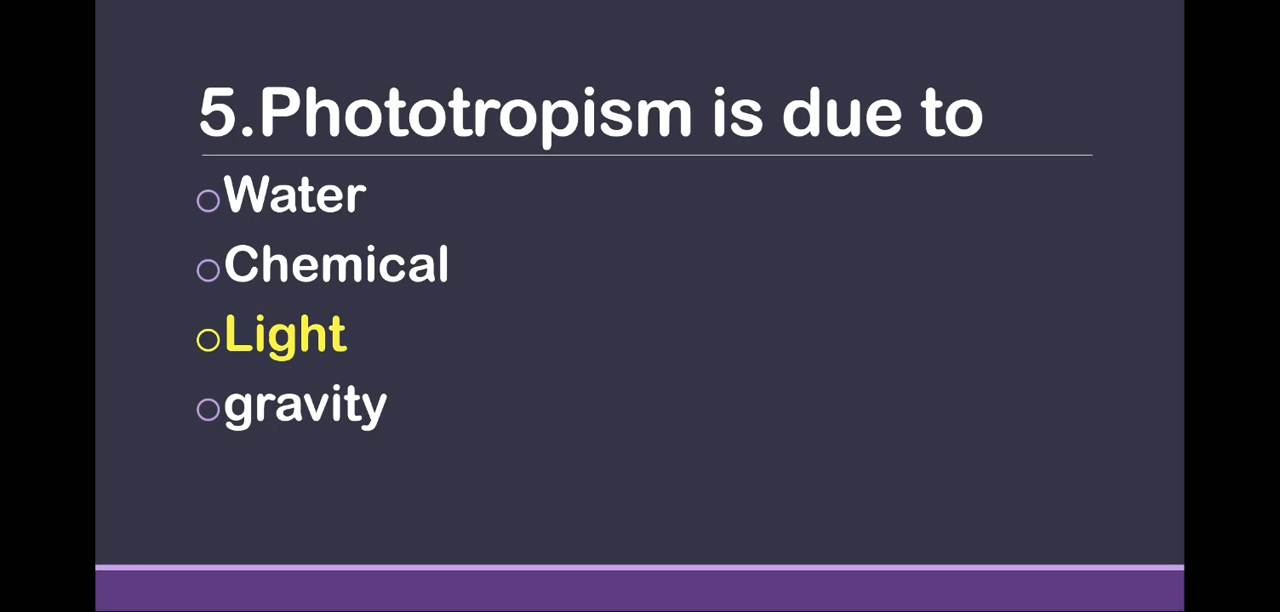 5.Phototropism is due to
Water
Chemical
Light
gravity